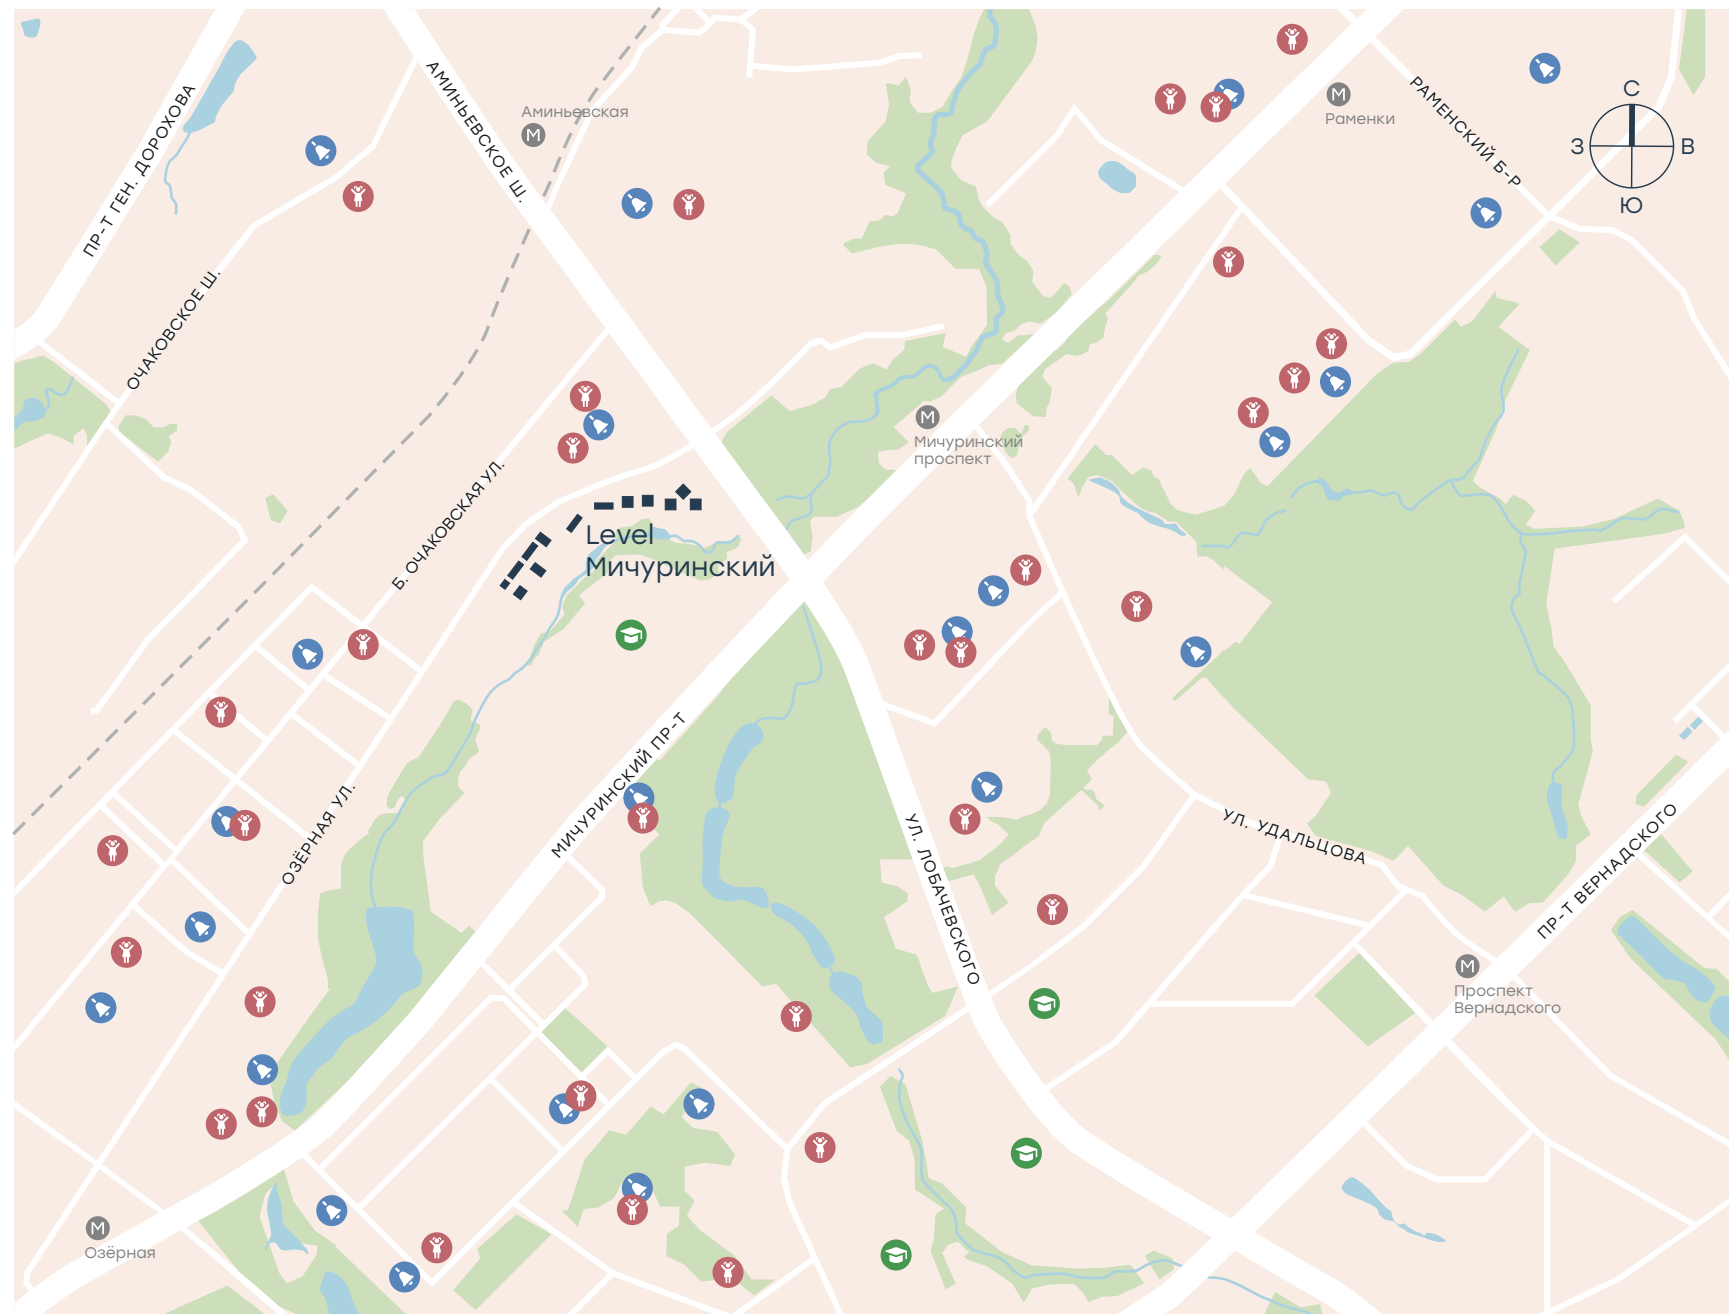 ПР-Т ГЕН. ДОРОХОВА
АМИНЬЕВСКОЕ Ш.
Аминьевская
М
М
Раменки
РАМЕНСКИЙ Б-Р
С
З
В
Ю
ОЧАКОВСКОЕ Ш.
М
Мичуринский
проспект
Б. ОЧАКОВСКАЯ УЛ.
Level
Мичуринский
МИЧУРИНСКИЙ ПР-Т
ОЗЁРНАЯ УЛ.
УЛ. ЛОБАЧЕВСКОГО
УЛ. УДАЛЬЦОВА
ПР-Т ВЕРНАДСКОГО
М
Проспект
Вернадского
М
Озёрная